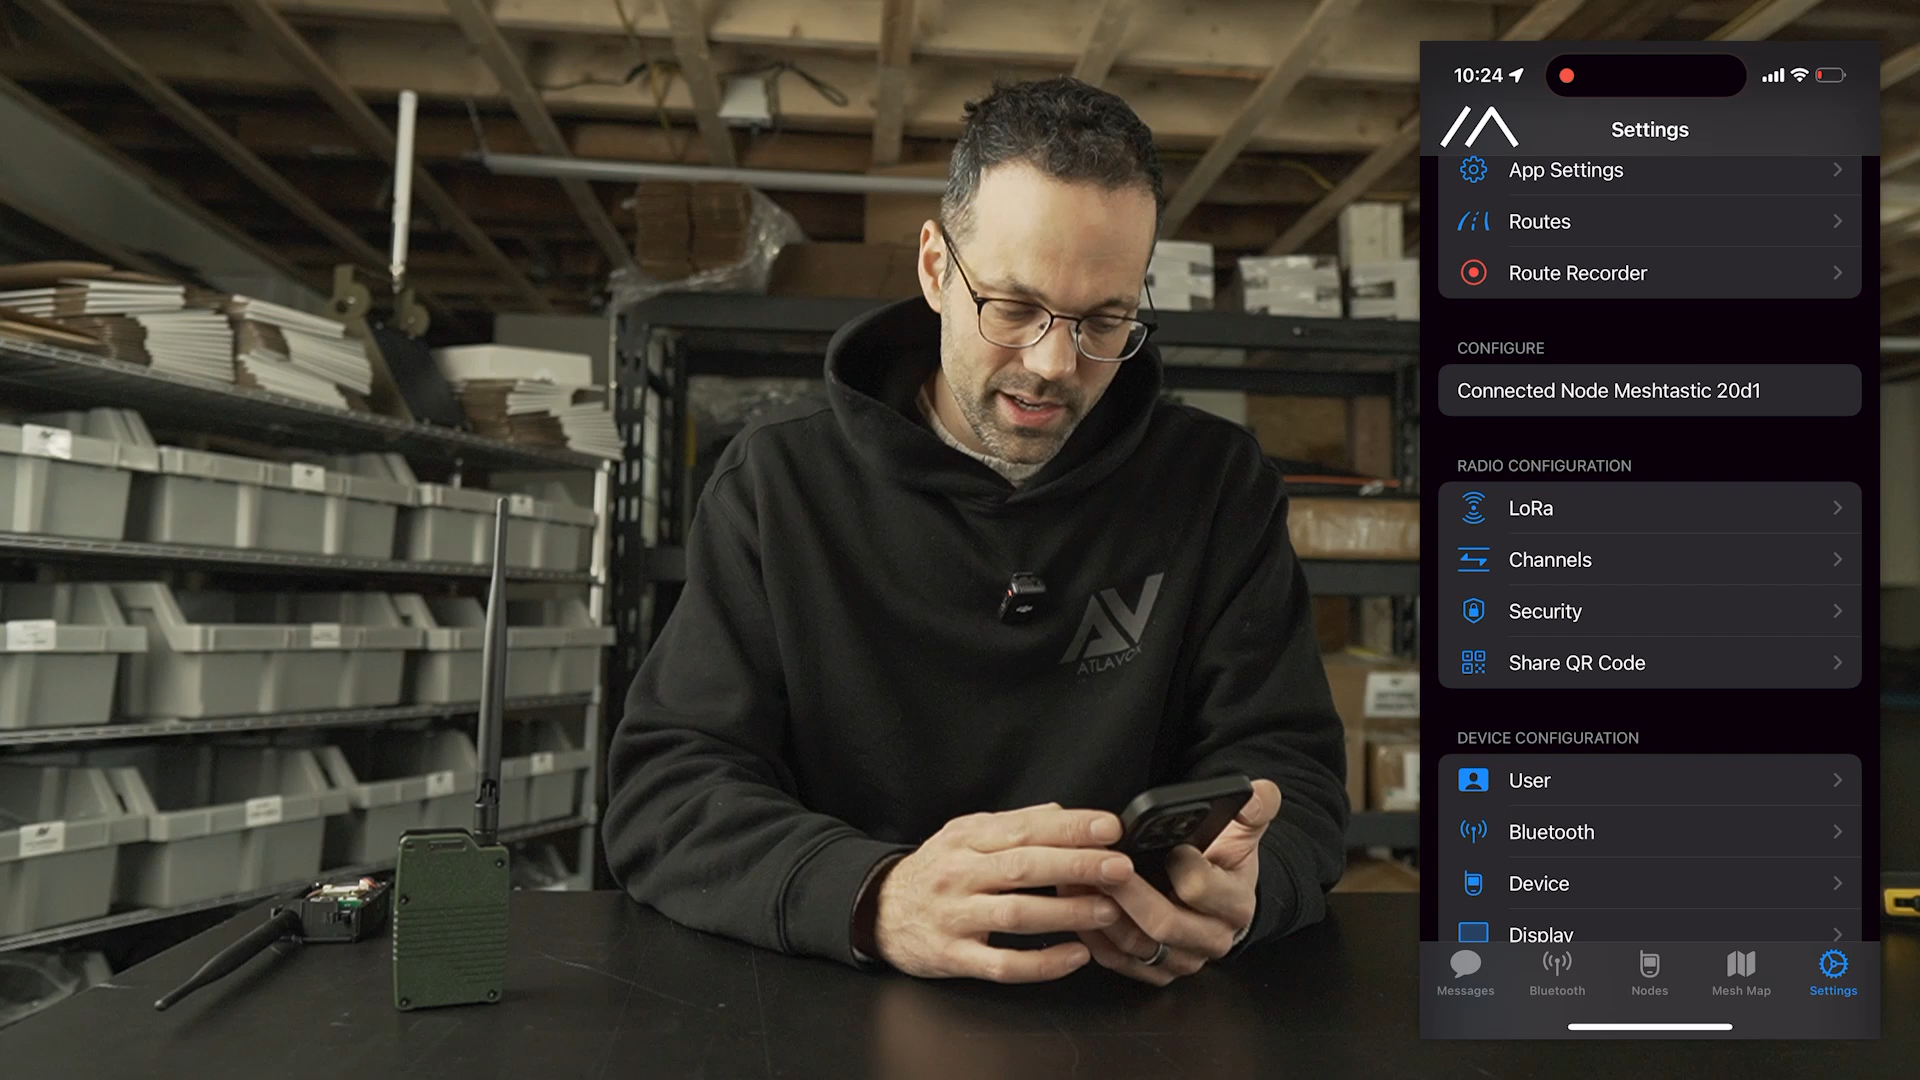 10:24
Settings
App Settings
Routes
Route Recorder
CONFIGURE
Connected Node Meshtastic 20d1
RADIO CONFIGURATION
LoRa
Channels
Security
Share QR Code
DEVICE CONFIGURATION
User
Bluetooth
Device
Display
Messages
Bluetooth
Nodes
Mesh Map
Settings
AV
ATLAVOX